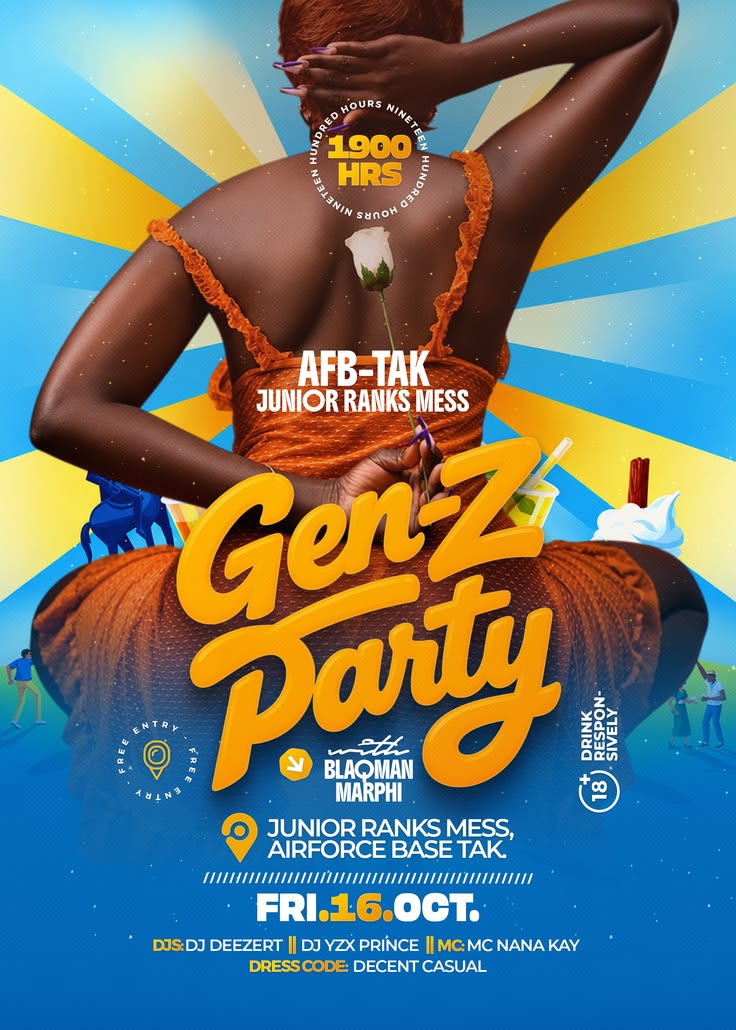 NINETEEN HUNDRED HOURS NINETEEN HUNDRED HOURS
1900
HRS
AFB-TAK
JUNIOR RANKS MESS
Gen-Z
Party
FREE ENTRY · FREE ENTRY ·
with
BLAQMAN
MARPHI
DRINK
RESPON-
SIVELY
18+
JUNIOR RANKS MESS,
AIRFORCE BASE TAK.
FRI.16.OCT.
DJS: DJ DEEZERT || DJ YZX PRINCE || MC: MC NANA KAY
DRESS CODE: DECENT CASUAL